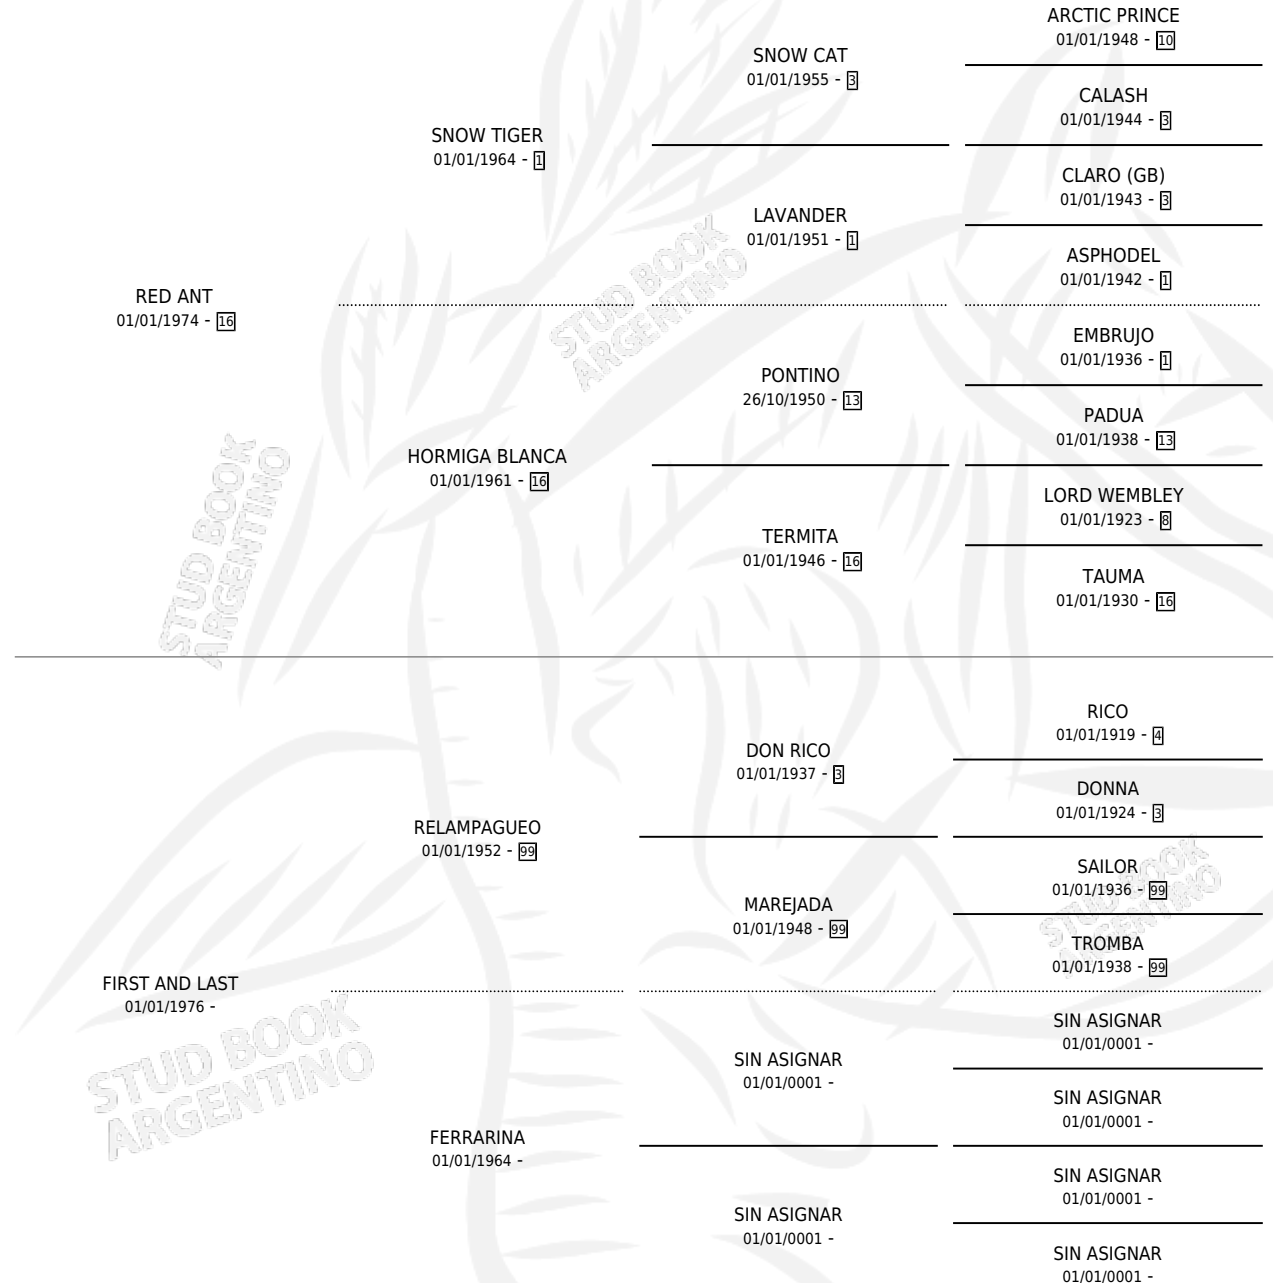 ARCTIC PRINCE
01/01/1948 - 10
SNOW CAT
01/01/1955 - 3
CALASH
01/01/1944 - 3
SNOW TIGER
01/01/1964 - 1
CLARO (GB)
01/01/1943 - 3
LAVANDER
01/01/1951 - 1
ASPHODEL
01/01/1942 - 1
RED ANT
01/01/1974 - 16
EMBRUJO
01/01/1936 - 1
PONTINO
26/10/1950 - 13
PADUA
01/01/1938 - 13
HORMIGA BLANCA
01/01/1961 - 16
LORD WEMBLEY
01/01/1923 - 8
TERMITA
01/01/1946 - 16
TAUMA
01/01/1930 - 16
STUD BOOK
ARGENTINO
STUD BOOK
ARGENTINO
RICO
01/01/1919 - 4
DON RICO
01/01/1937 - 3
DONNA
01/01/1924 - 3
RELAMPAGUEO
01/01/1952 - 99
SAILOR
01/01/1936 - 99
MAREJADA
01/01/1948 - 99
TROMBA
01/01/1938 - 99
STUD BOOK
ARGENTINO
FIRST AND LAST
01/01/1976 -
SIN ASIGNAR
01/01/0001 -
SIN ASIGNAR
01/01/0001 -
SIN ASIGNAR
01/01/0001 -
FERRARINA
01/01/1964 -
SIN ASIGNAR
01/01/0001 -
SIN ASIGNAR
01/01/0001 -
SIN ASIGNAR
01/01/0001 -
STUD BOOK
ARGENTINO